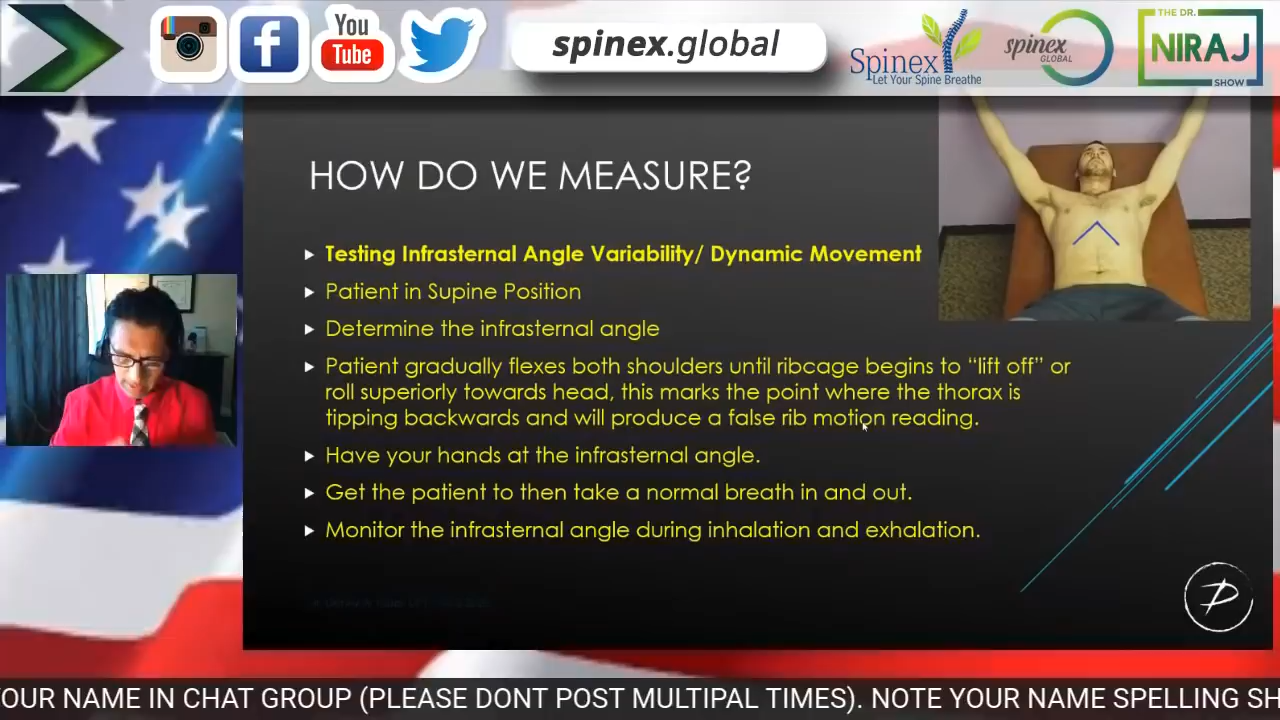 You
Tube
spinex.global
Spinex
Let Your Spine Breathe
spinex
GLOBAL
THE DR.
NIRAJ
SHOW
HOW DO WE MEASURE?
Testing Infrasternal Angle Variability/ Dynamic Movement
Patient in Supine Position
Determine the infrasternal angle
Patient gradually flexes both shoulders until ribcage begins to “lift off” or
roll superiorly towards head, this marks the point where the thorax is
tipping backwards and will produce a false rib motion reading.
Have your hands at the infrasternal angle.
Get the patient to then take a normal breath in and out.
Monitor the infrasternal angle during inhalation and exhalation.
OUR NAME IN CHAT GROUP (PLEASE DONT POST MULTIPAL TIMES). NOTE YOUR NAME SPELLING SH